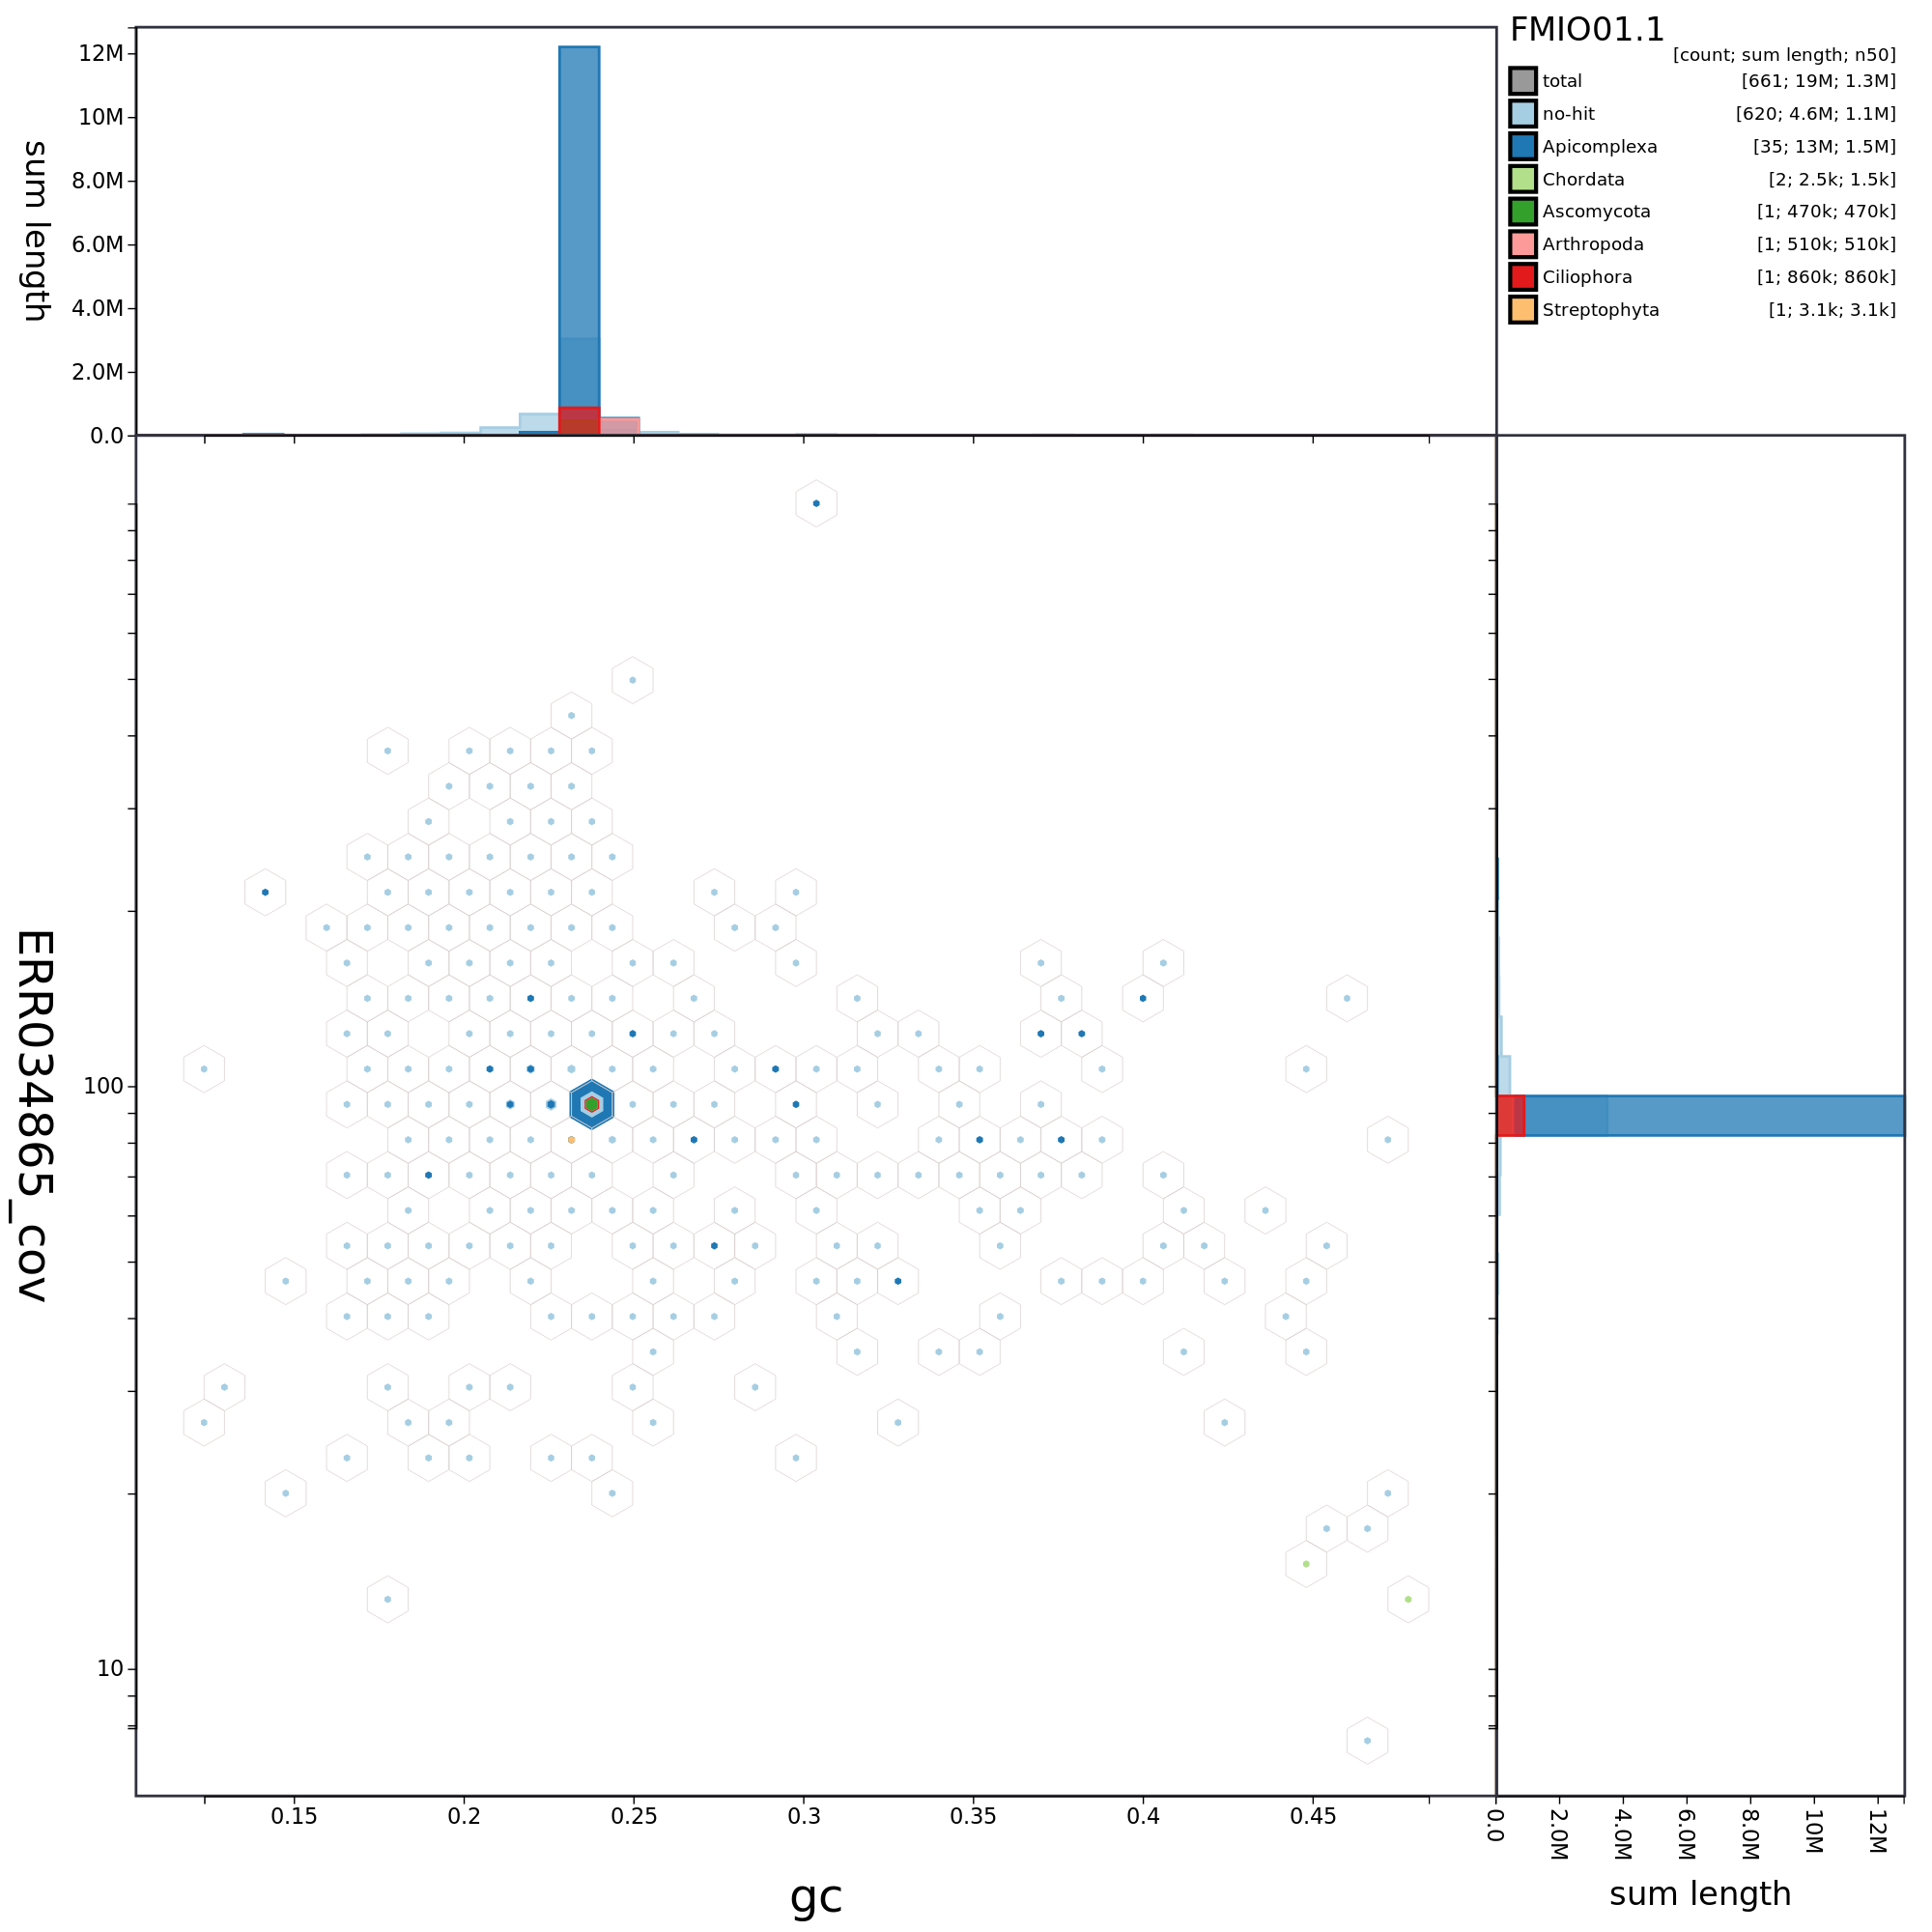 FMIO01.1
[count; sum length; n50]
total [661; 19M; 1.3M]
no-hit [620; 4.6M; 1.1M]
Apicomplexa [35; 13M; 1.5M]
Chordata [2; 2.5k; 1.5k]
Ascomycota [1; 470k; 470k]
Arthropoda [1; 510k; 510k]
Ciliophora [1; 860k; 860k]
Streptophyta [1; 3.1k; 3.1k]
sum length
12M
10M
8.0M
6.0M
4.0M
2.0M
0.0
ERR034865_cov
100
10
0.15 0.2 0.25 0.3 0.35 0.4 0.45
gc
0.0 2.0M 4.0M 6.0M 8.0M 10M 12M
sum length